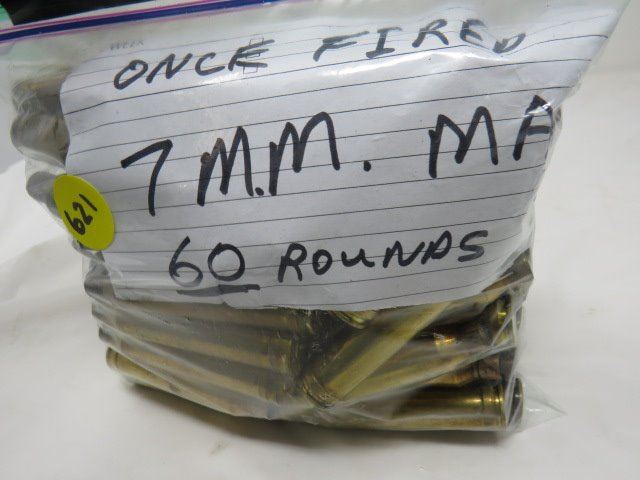 ONCE FIRED
7 M.M. MA
621
60 ROUNDS